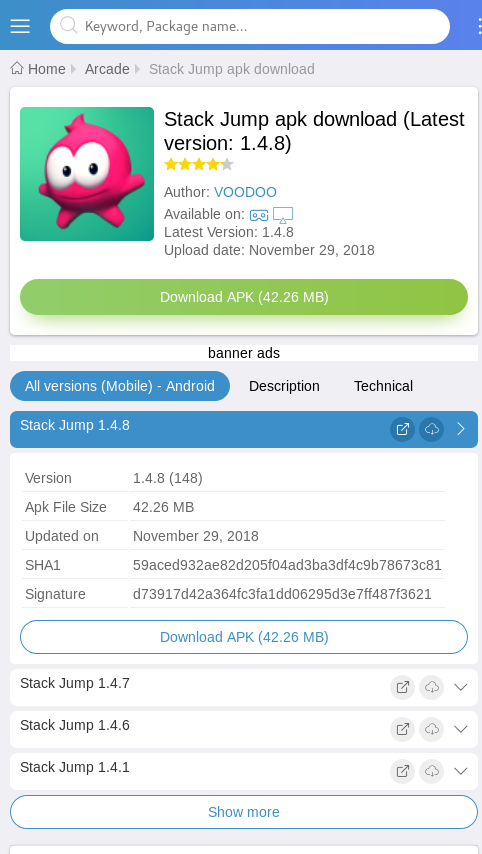 Keyword, Package name...
Home Arcade Stack Jump apk download
Stack Jump apk download (Latest
version: 1.4.8)
Author: VOODOO
Available on:
Latest Version: 1.4.8
Upload date: November 29, 2018
Download APK (42.26 MB)
banner ads
All versions (Mobile) - Android Description Technical
Stack Jump 1.4.8
Version 1.4.8 (148)
Apk File Size 42.26 MB
Updated on November 29, 2018
SHA1 59aced932ae82d205f04ad3ba3df4c9b78673c81
Signature d73917d42a364fc3fa1dd06295d3e7ff487f3621
Download APK (42.26 MB)
Stack Jump 1.4.7
Stack Jump 1.4.6
Stack Jump 1.4.1
Show more